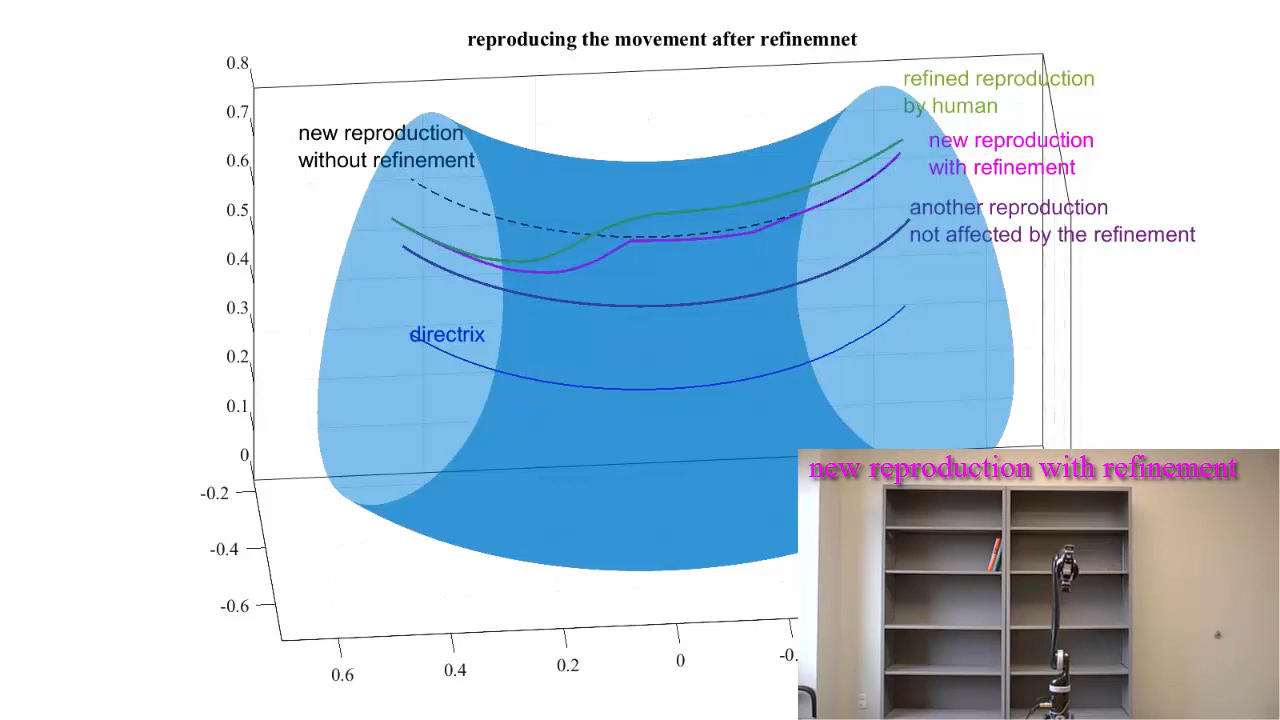 reproducing the movement after refinemnet
0.8
0.7
0.6
0.5
0.4
0.3
0.2
0.1
0
-0.2
-0.4
-0.6
0.6
0.4
0.2
0
-0.
new reproduction
without refinement
refined reproduction
by human
new reproduction
with refinement
another reproduction
not affected by the refinement
directrix
new reproduction with refinement